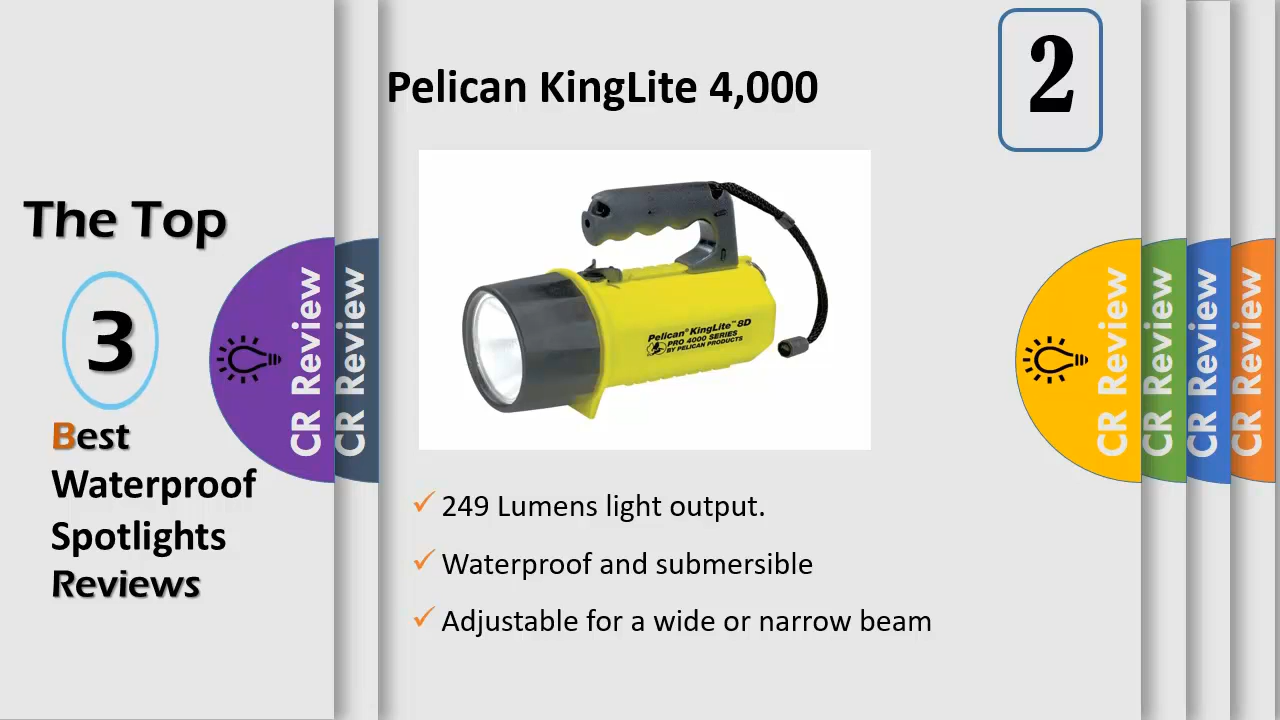 The Top
3
Best
Waterproof
Spotlights
Reviews
CR Review
CR Review
Pelican KingLite 4,000
2
Pelican® KingLite™ 8D
PRO 4000 SERIES
BY PELICAN PRODUCTS
249 Lumens light output.
Waterproof and submersible
Adjustable for a wide or narrow beam
CR Review
CR Review
CR Review
CR Review